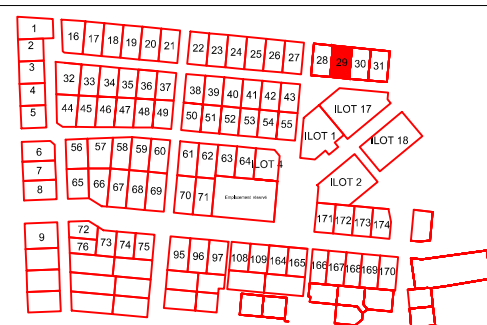 1
2
3
4
5
16 17 18 19 20 21
22 23 24 25 26 27
28 29 30 31
32 33 34 35 36 37
44 45 46 47 48 49
38 39 40 41 42 43
50 51 52 53 54 55
ILOT 17
ILOT 1
ILOT 18
6
7
8
56 57 58 59 60
65 66 67 68 69
61 62 63 64 ILOT 4
70 71 Emplacement réservé
ILOT 2
171 172 173 174
9
72
76 73 74 75
95 96 97
108 109 164 165
166 167 168 169 170